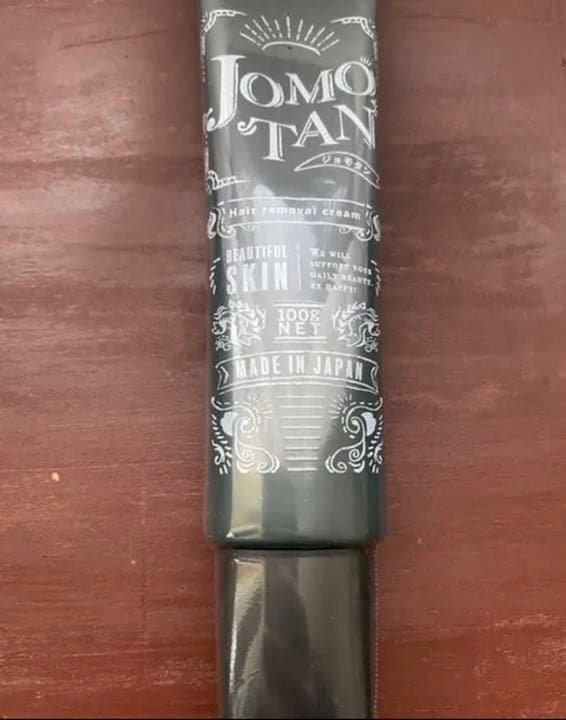 JOMO
TAN
ジョモタン
Hair removal cream
BEAUTIFUL
SKIN
WE WILL
SUPPORT YOUR
DAILY BEAUTY.
BE HAPPY!
100g
NET
MADE IN JAPAN